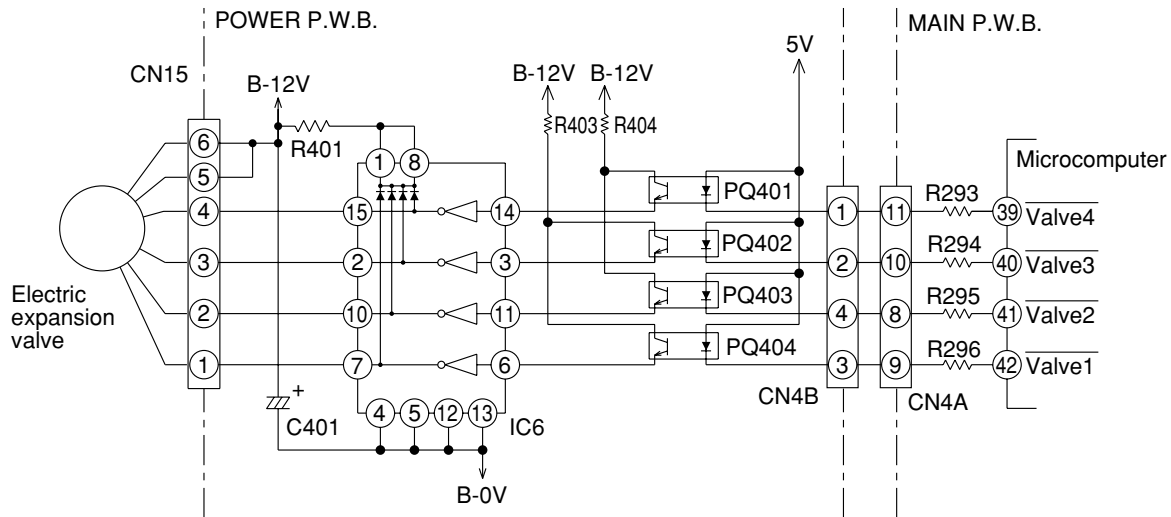 POWER P.W.B.
MAIN P.W.B.
5V
CN15
B-12V
B-12V
B-12V
R403
R404
R401
6
5
4
3
2
1
1
8
15
14
2
3
10
11
7
6
4
5
12
13
PQ401
PQ402
PQ403
PQ404
1
2
4
3
11
10
8
9
Microcomputer
R293
39
Valve4
R294
40
Valve3
R295
41
Valve2
R296
42
Valve1
Electric
expansion
valve
+
C401
IC6
CN4B
CN4A
B-0V